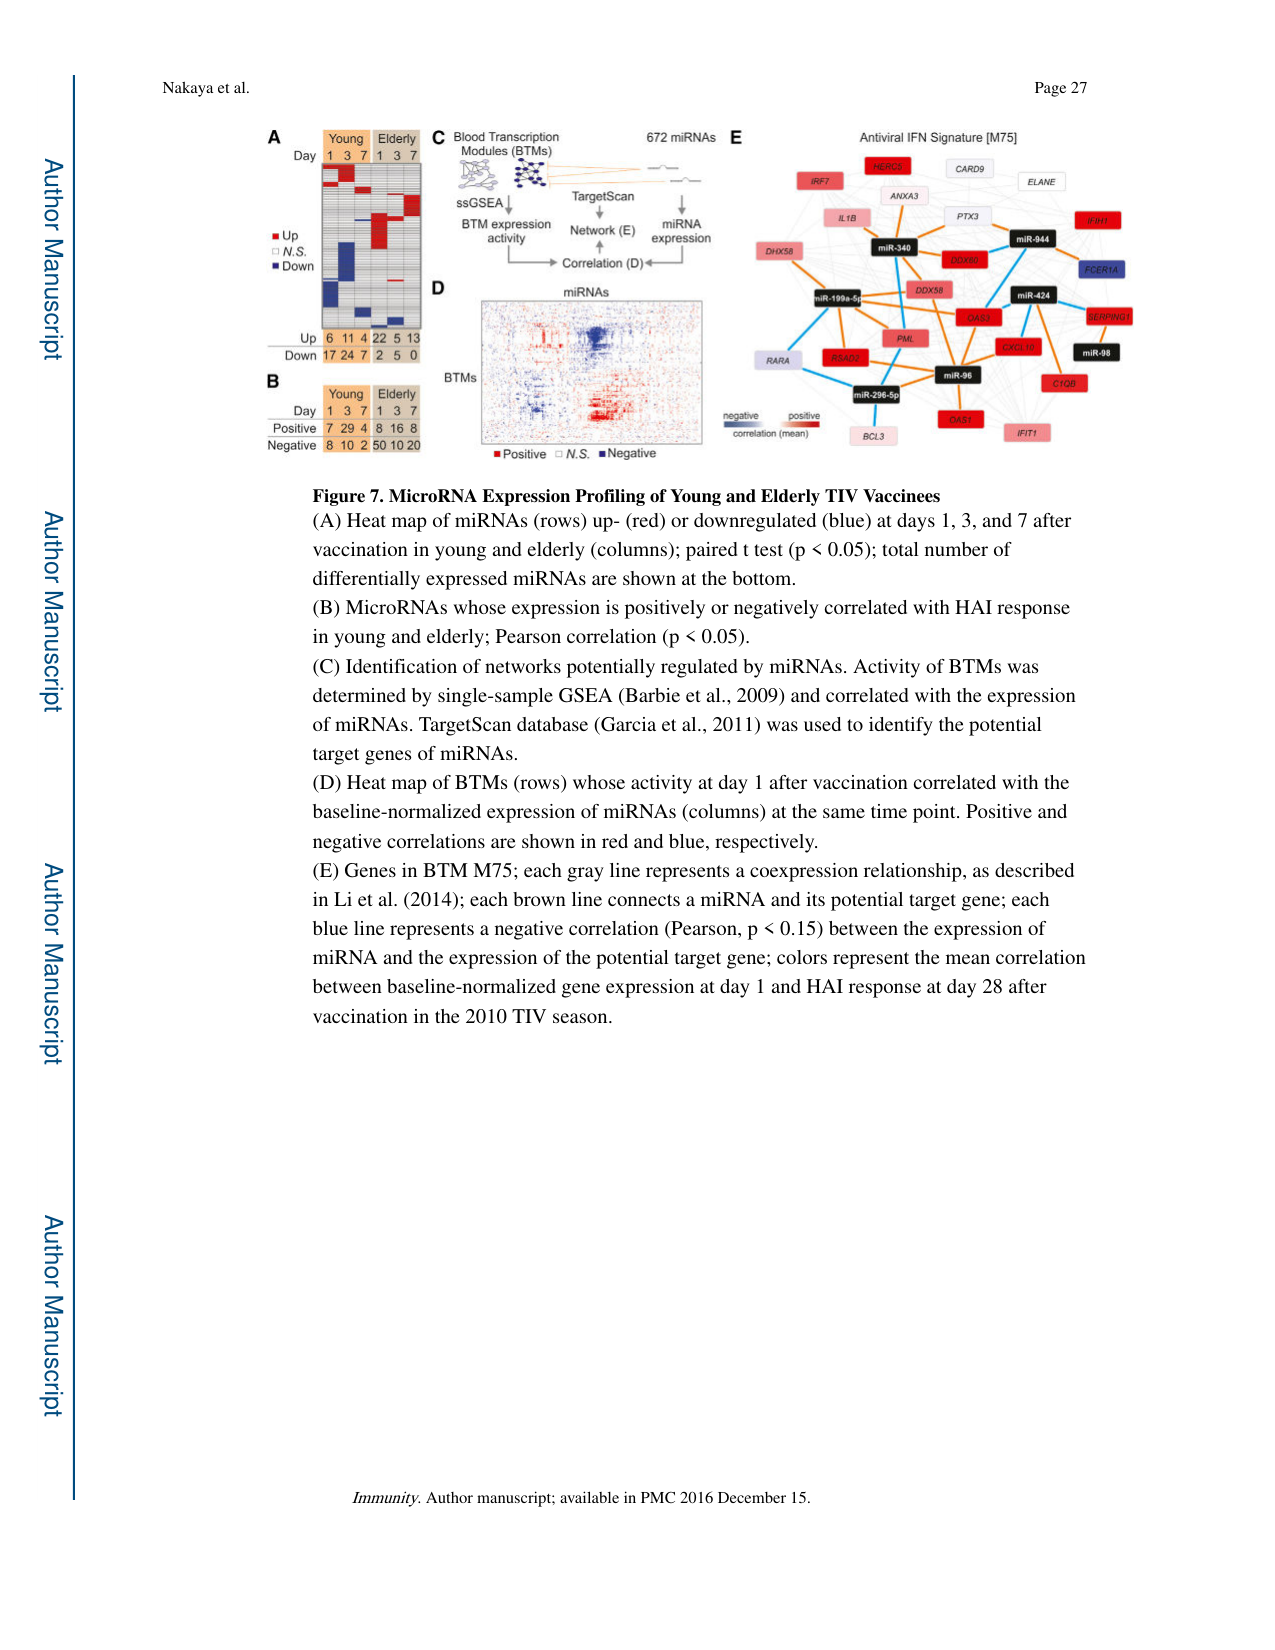 Nakaya et al.
Page 27
Author Manuscript
Author Manuscript
Author Manuscript
Author Manuscript
A
Young Elderly
Day 1 3 7 1 3 7
Up
N.S.
Down
Up 6 11 4 22 5 13
Down 17 24 7 2 5 0
B
Young Elderly
Day 1 3 7 1 3 7
Positive 7 29 4 8 16 8
Negative 8 10 2 50 10 20
C
Blood Transcription
Modules (BTMs)
672 miRNAs
ssGSEA
TargetScan
BTM expression
activity
Network (E)
miRNA
expression
Correlation (D)
D
miRNAs
BTMs
Positive N.S. Negative
E
Antiviral IFN Signature [M75]
HERC5
CARD9
IRF7
ELANE
ANXA3
IL1B
PTX3
IFIH1
miR-944
miR-340
DHX58
DDX60
FCER1A
DDX58
miR-424
miR-199a-5p
OAS3
SERPING1
PML
CXCL10
miR-98
RARA
RSAD2
miR-96
C1QB
miR-296-5p
OAS1
IFIT1
BCL3
negative positive
correlation (mean)
Figure 7. MicroRNA Expression Profiling of Young and Elderly TIV Vaccinees
(A) Heat map of miRNAs (rows) up- (red) or downregulated (blue) at days 1, 3, and 7 after
vaccination in young and elderly (columns); paired t test (p < 0.05); total number of
differentially expressed miRNAs are shown at the bottom.
(B) MicroRNAs whose expression is positively or negatively correlated with HAI response
in young and elderly; Pearson correlation (p < 0.05).
(C) Identification of networks potentially regulated by miRNAs. Activity of BTMs was
determined by single-sample GSEA (Barbie et al., 2009) and correlated with the expression
of miRNAs. TargetScan database (Garcia et al., 2011) was used to identify the potential
target genes of miRNAs.
(D) Heat map of BTMs (rows) whose activity at day 1 after vaccination correlated with the
baseline-normalized expression of miRNAs (columns) at the same time point. Positive and
negative correlations are shown in red and blue, respectively.
(E) Genes in BTM M75; each gray line represents a coexpression relationship, as described
in Li et al. (2014); each brown line connects a miRNA and its potential target gene; each
blue line represents a negative correlation (Pearson, p < 0.15) between the expression of
miRNA and the expression of the potential target gene; colors represent the mean correlation
between baseline-normalized gene expression at day 1 and HAI response at day 28 after
vaccination in the 2010 TIV season.
Immunity. Author manuscript; available in PMC 2016 December 15.